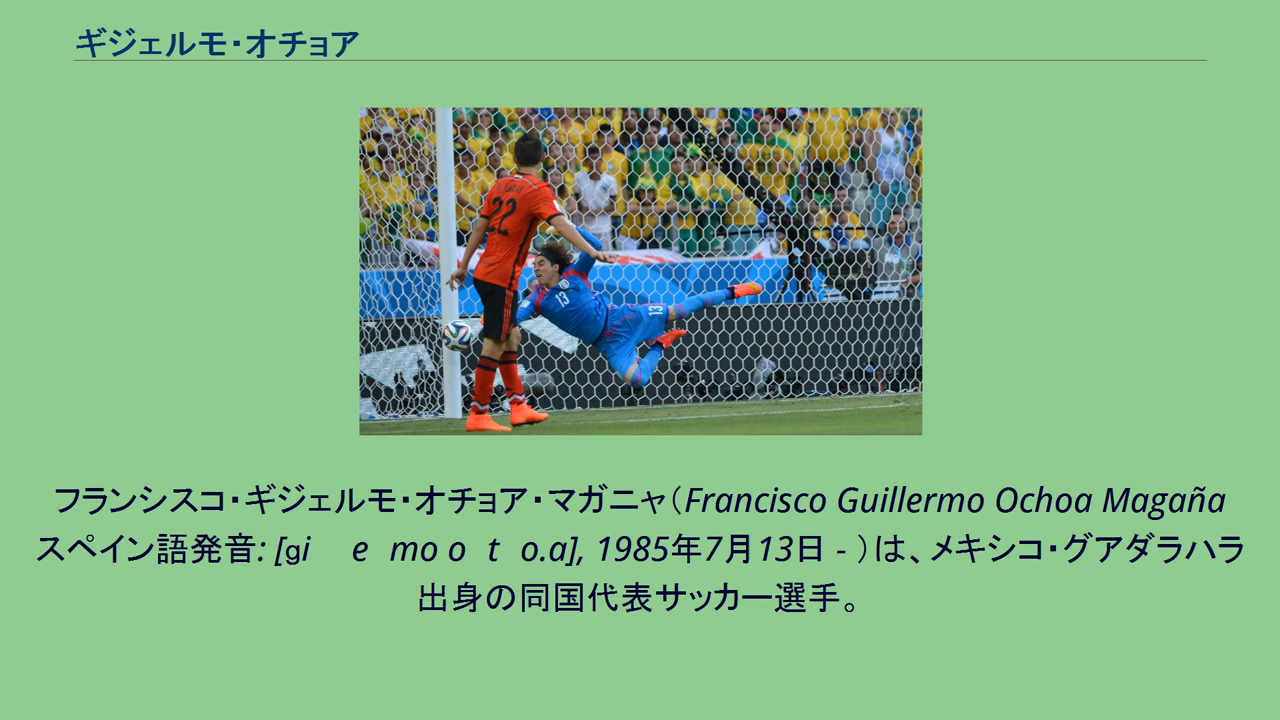 ギジェルモ・オチョア
22
13
13
フランシスコ・ギジェルモ・オチョア・マガニャ（Francisco Guillermo Ochoa Magaña
スペイン語発音: [gi e mo o t o.a], 1985年7月13日 - ）は、メキシコ・グアダラハラ
出身の同国代表サッカー選手。